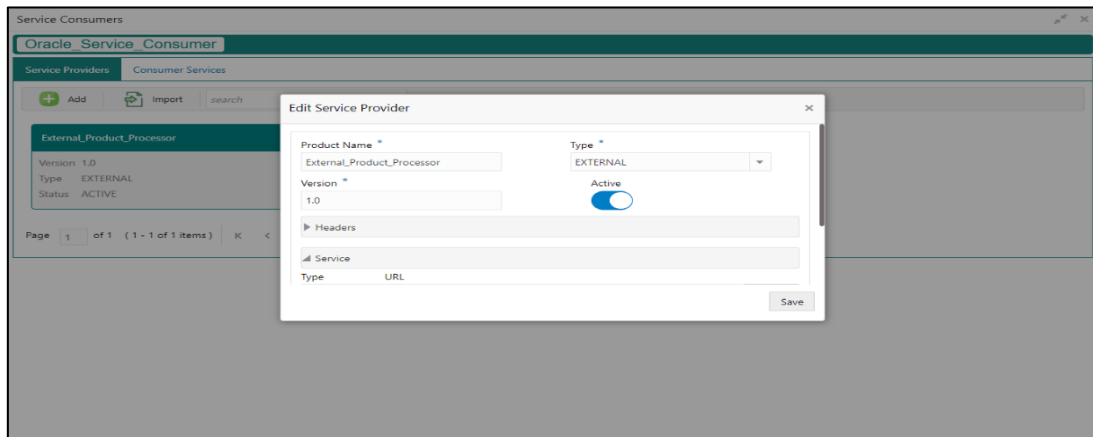 Service Consumers
Oracle_Service_Consumer
Service Providers Consumer Services
Add Import search
External_Product_Processor
Version 1.0
Type EXTERNAL
Status ACTIVE
Page 1 of 1 ( 1 - 1 of 1 items )
Edit Service Provider
Product Name * Type *
External_Product_Processor EXTERNAL
Version * Active
1.0
Headers
Service
Type URL
Save